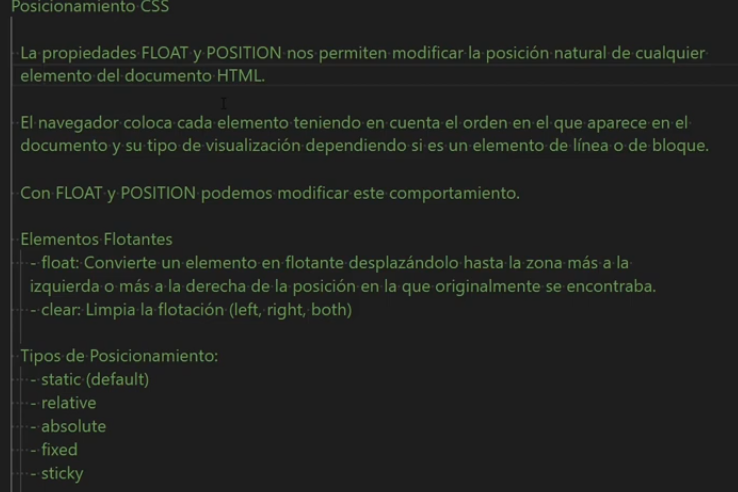 Posicionamiento CSS
La propiedades FLOAT y POSITION nos permiten modificar la posición natural de cualquier
elemento del documento HTML.
El navegador coloca cada elemento teniendo en cuenta el orden en el que aparece en el
documento y su tipo de visualización dependiendo si es un elemento de línea o de bloque.
Con FLOAT y POSITION podemos modificar este comportamiento.
Elementos Flotantes
- float: Convierte un elemento en flotante desplazándolo hasta la zona más a la
izquierda o más a la derecha de la posición en la que originalmente se encontraba.
- clear: Limpia la flotación (left, right, both)
Tipos de Posicionamiento:
- static (default)
- relative
- absolute
- fixed
- sticky